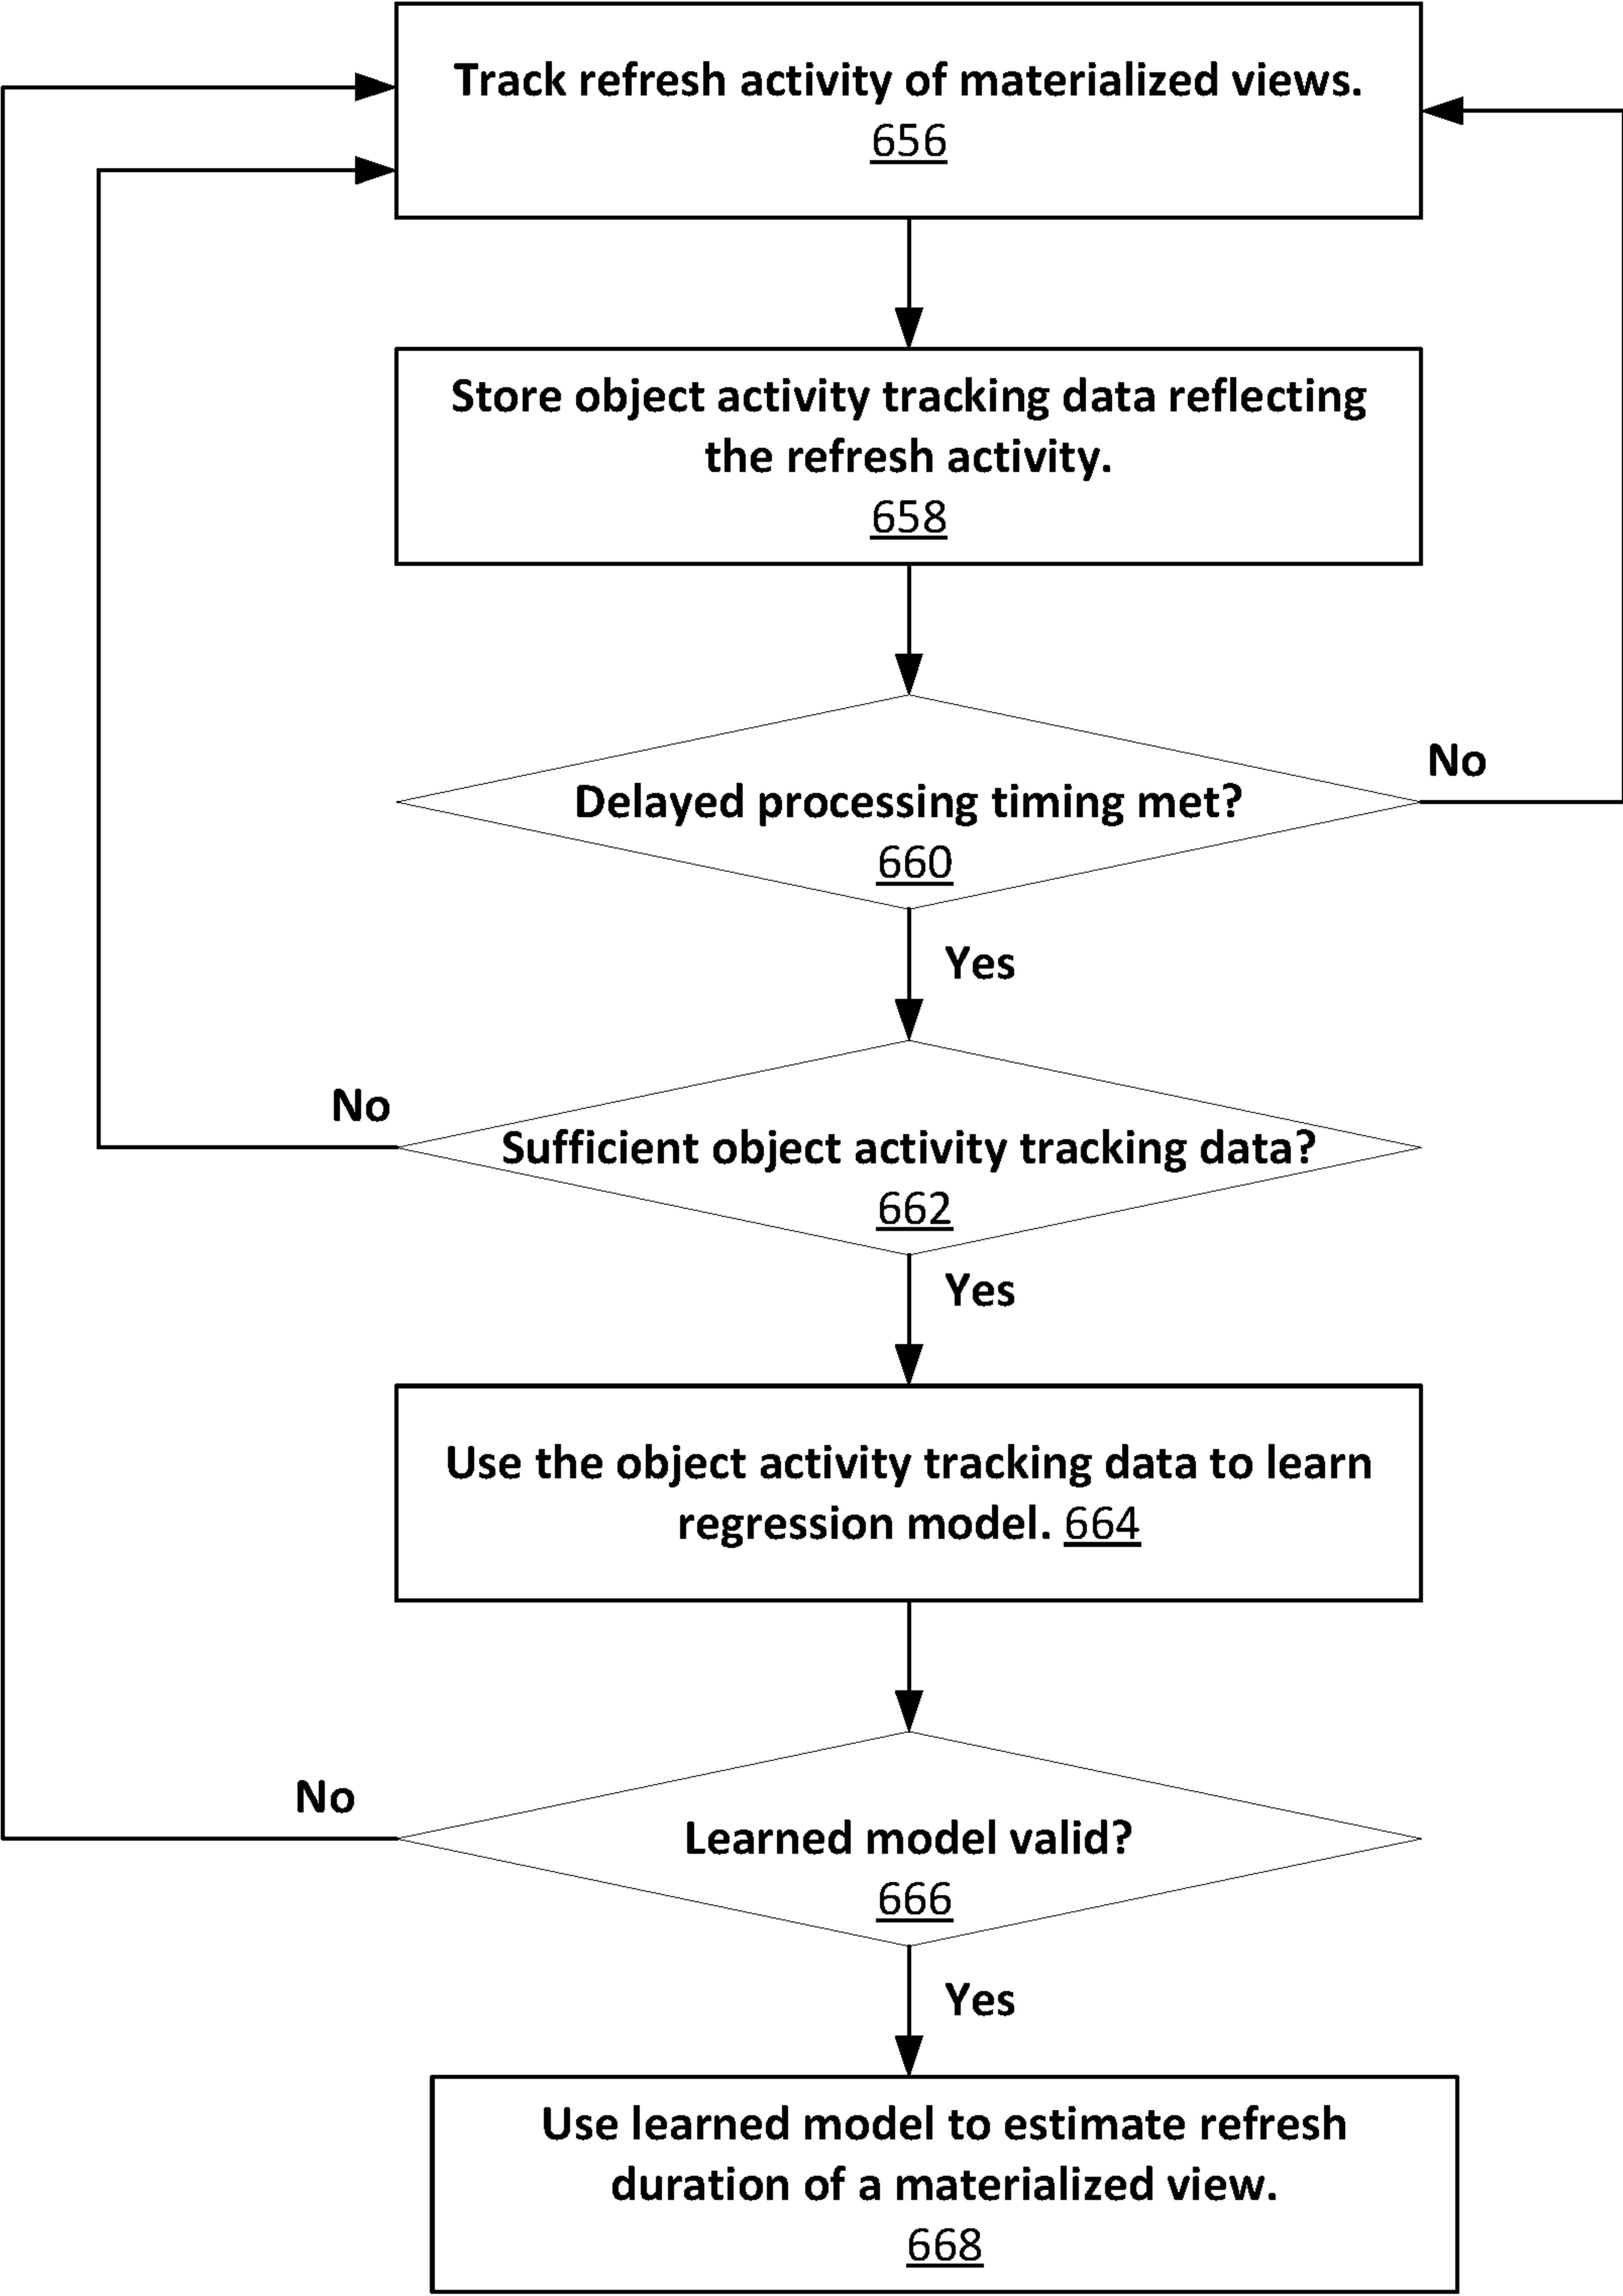 Track refresh activity of materialized views.
656
Store object activity tracking data reflecting
the refresh activity.
658
No
Delayed processing timing met?
660
Yes
No
Sufficient object activity tracking data?
662
Yes
Use the object activity tracking data to learn
regression model. 664
No
Learned model valid?
666
Yes
Use learned model to estimate refresh
duration of a materialized view.
668